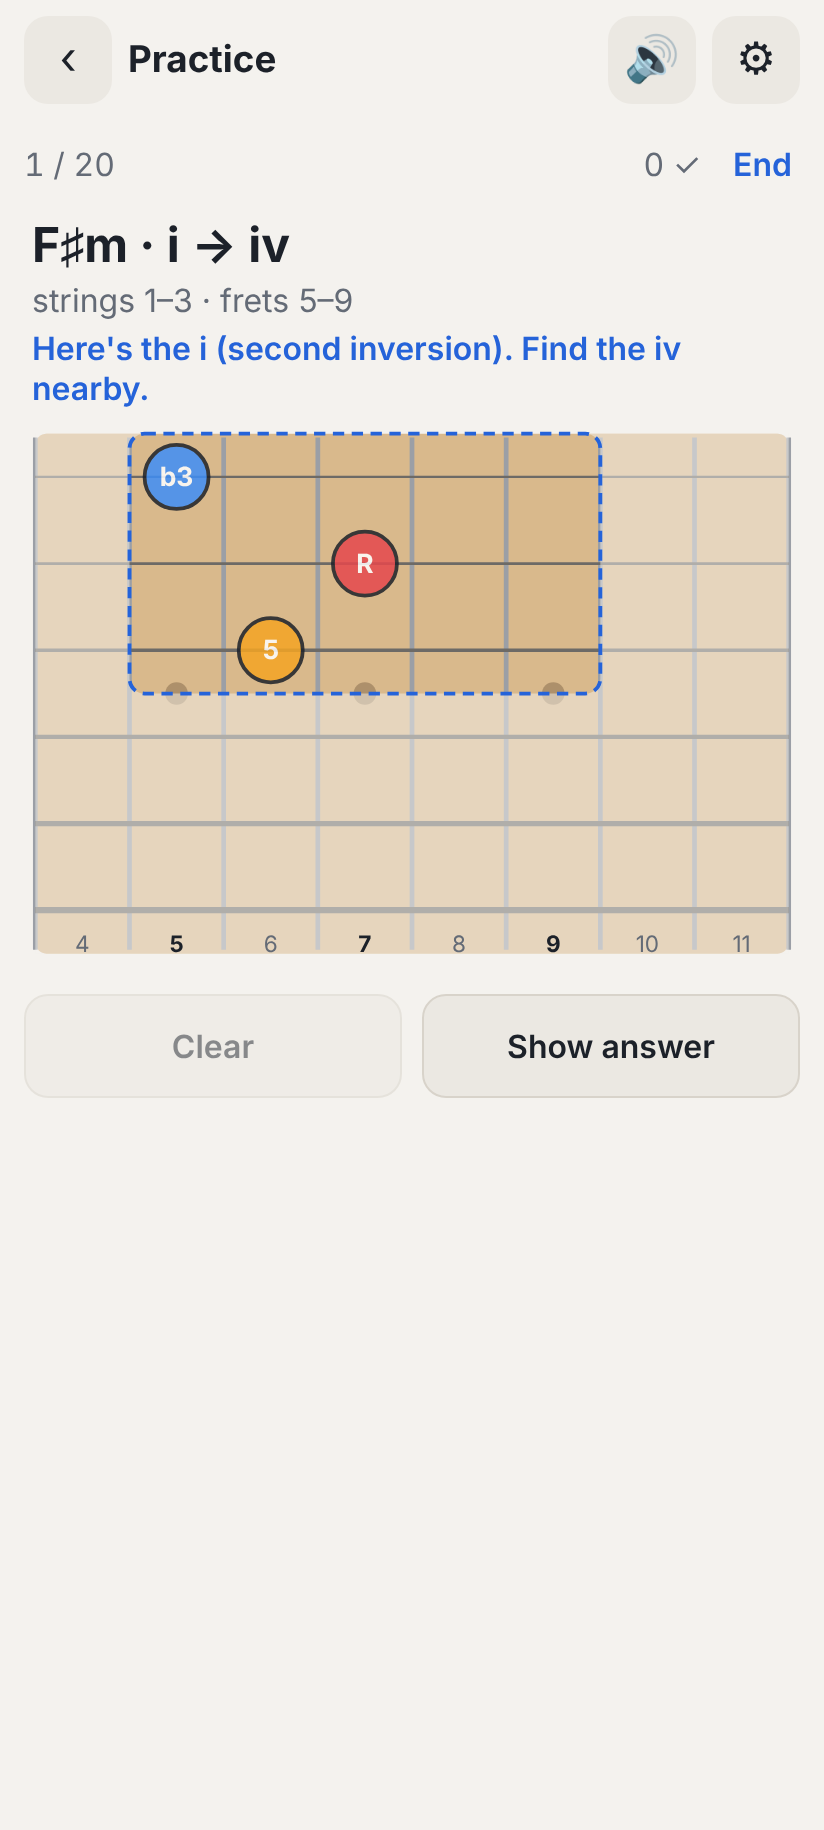 ‹ Practice
1 / 20 0 ✓ End
F♯m · i → iv
strings 1–3 · frets 5–9
Here's the i (second inversion). Find the iv
nearby.
b3
R
5
4 5 6 7 8 9 10 11
Clear Show answer